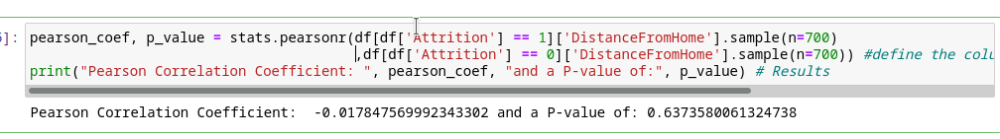 ]: pearson_coef, p_value = stats.pearsonr(df[df['Attrition'] == 1]['DistanceFromHome'].sample(n=700)
,df[df['Attrition'] == 0]['DistanceFromHome'].sample(n=700)) #define the colu
print("Pearson Correlation Coefficient: ", pearson_coef, "and a P-value of:", p_value) # Results
Pearson Correlation Coefficient:  -0.017847569992343302 and a P-value of: 0.6373580061324738